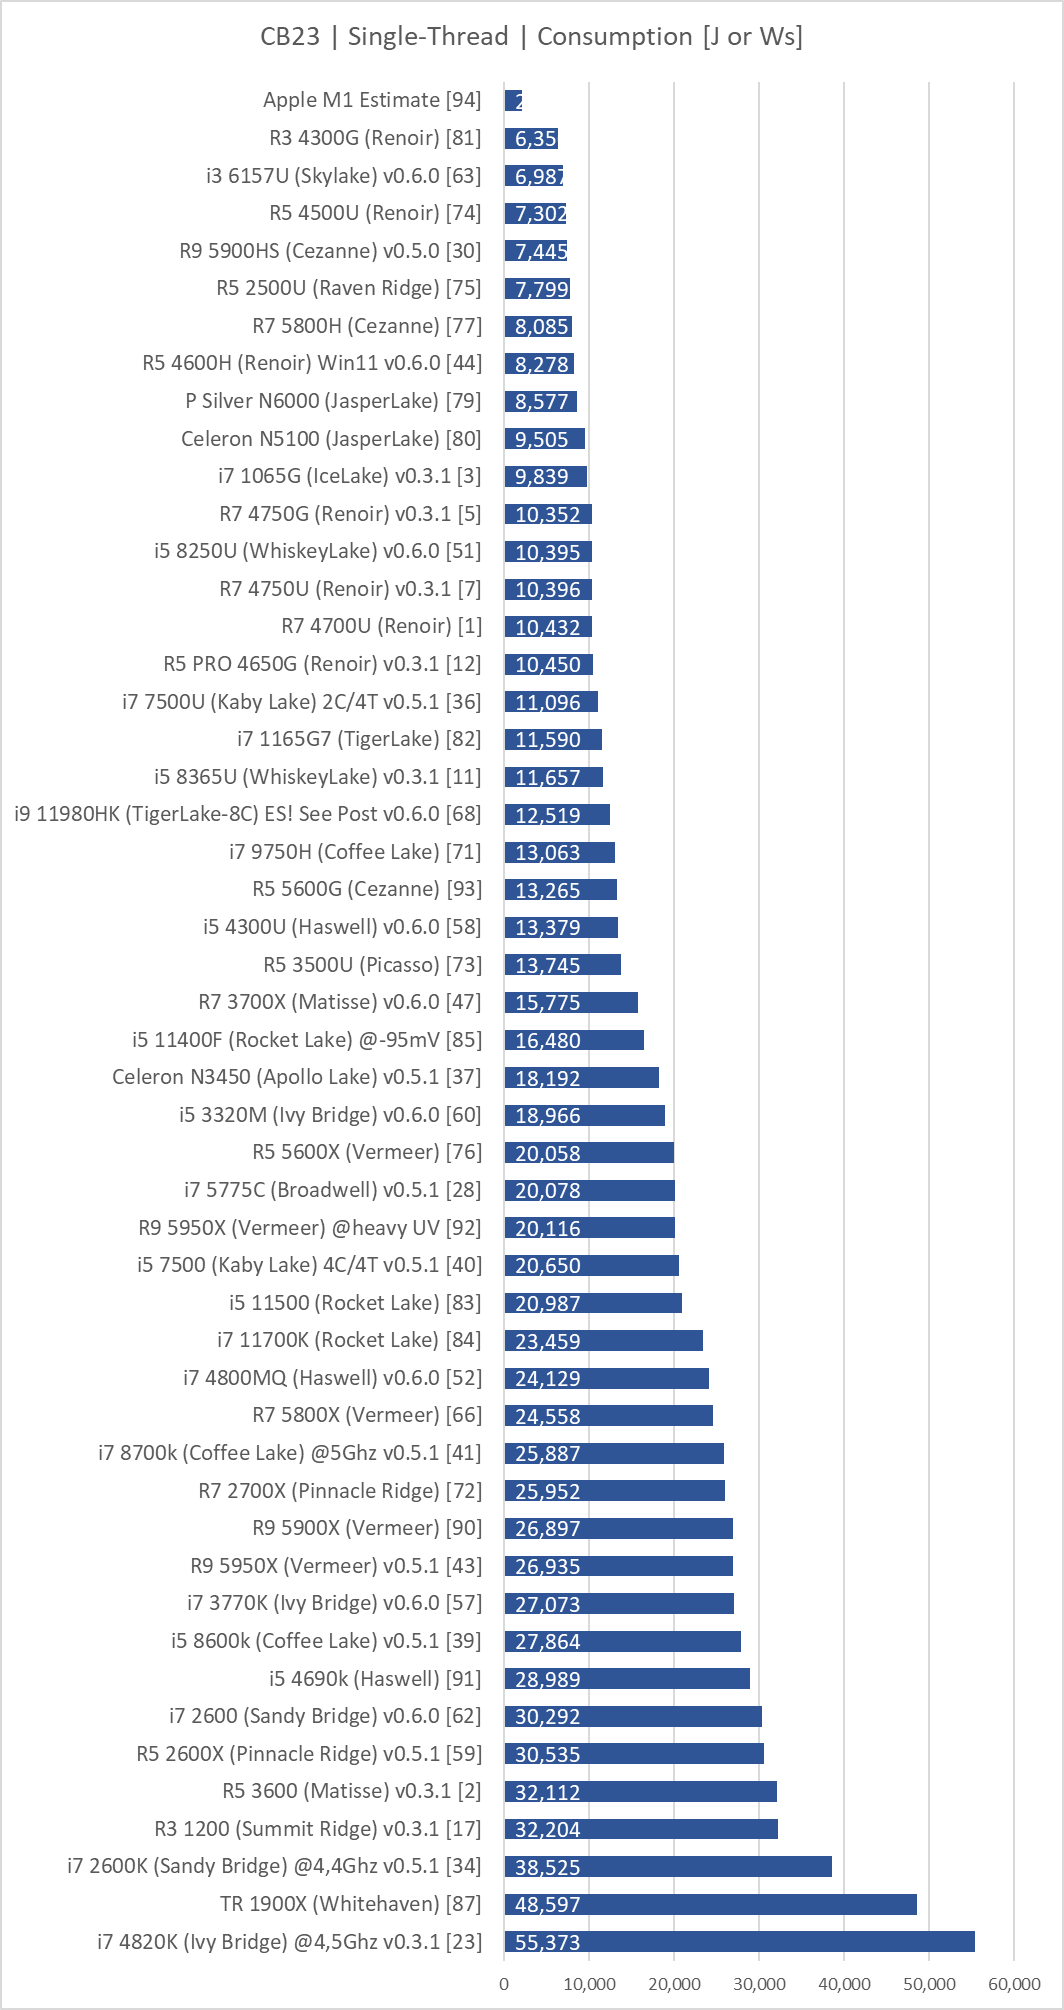 CB23 | Single-Thread | Consumption [J or Ws]
Apple M1 Estimate [94]
R3 4300G (Renoir) [81] 6,35
i3 6157U (Skylake) v0.6.0 [63] 6,987
R5 4500U (Renoir) [74] 7,302
R9 5900HS (Cezanne) v0.5.0 [30] 7,445
R5 2500U (Raven Ridge) [75] 7,799
R7 5800H (Cezanne) [77] 8,085
R5 4600H (Renoir) Win11 v0.6.0 [44] 8,278
P Silver N6000 (JasperLake) [79] 8,577
Celeron N5100 (JasperLake) [80] 9,505
i7 1065G (IceLake) v0.3.1 [3] 9,839
R7 4750G (Renoir) v0.3.1 [5] 10,352
i5 8250U (WhiskeyLake) v0.6.0 [51] 10,395
R7 4750U (Renoir) v0.3.1 [7] 10,396
R7 4700U (Renoir) [1] 10,432
R5 PRO 4650G (Renoir) v0.3.1 [12] 10,450
i7 7500U (Kaby Lake) 2C/4T v0.5.1 [36] 11,096
i7 1165G7 (TigerLake) [82] 11,590
i5 8365U (WhiskeyLake) v0.3.1 [11] 11,657
i9 11980HK (TigerLake-8C) ES! See Post v0.6.0 [68] 12,519
i7 9750H (Coffee Lake) [71] 13,063
R5 5600G (Cezanne) [93] 13,265
i5 4300U (Haswell) v0.6.0 [58] 13,379
R5 3500U (Picasso) [73] 13,745
R7 3700X (Matisse) v0.6.0 [47] 15,775
i5 11400F (Rocket Lake) @-95mV [85] 16,480
Celeron N3450 (Apollo Lake) v0.5.1 [37] 18,192
i5 3320M (Ivy Bridge) v0.6.0 [60] 18,966
R5 5600X (Vermeer) [76] 20,058
i7 5775C (Broadwell) v0.5.1 [28] 20,078
R9 5950X (Vermeer) @heavy UV [92] 20,116
i5 7500 (Kaby Lake) 4C/4T v0.5.1 [40] 20,650
i5 11500 (Rocket Lake) [83] 20,987
i7 11700K (Rocket Lake) [84] 23,459
i7 4800MQ (Haswell) v0.6.0 [52] 24,129
R7 5800X (Vermeer) [66] 24,558
i7 8700k (Coffee Lake) @5Ghz v0.5.1 [41] 25,887
R7 2700X (Pinnacle Ridge) [72] 25,952
R9 5900X (Vermeer) [90] 26,897
R9 5950X (Vermeer) v0.5.1 [43] 26,935
i7 3770K (Ivy Bridge) v0.6.0 [57] 27,073
i5 8600k (Coffee Lake) v0.5.1 [39] 27,864
i5 4690k (Haswell) [91] 28,989
i7 2600 (Sandy Bridge) v0.6.0 [62] 30,292
R5 2600X (Pinnacle Ridge) v0.5.1 [59] 30,535
R5 3600 (Matisse) v0.3.1 [2] 32,112
R3 1200 (Summit Ridge) v0.3.1 [17] 32,204
i7 2600K (Sandy Bridge) @4,4Ghz v0.5.1 [34] 38,525
TR 1900X (Whitehaven) [87] 48,597
i7 4820K (Ivy Bridge) @4,5Ghz v0.3.1 [23] 55,373
0 10,000 20,000 30,000 40,000 50,000 60,000